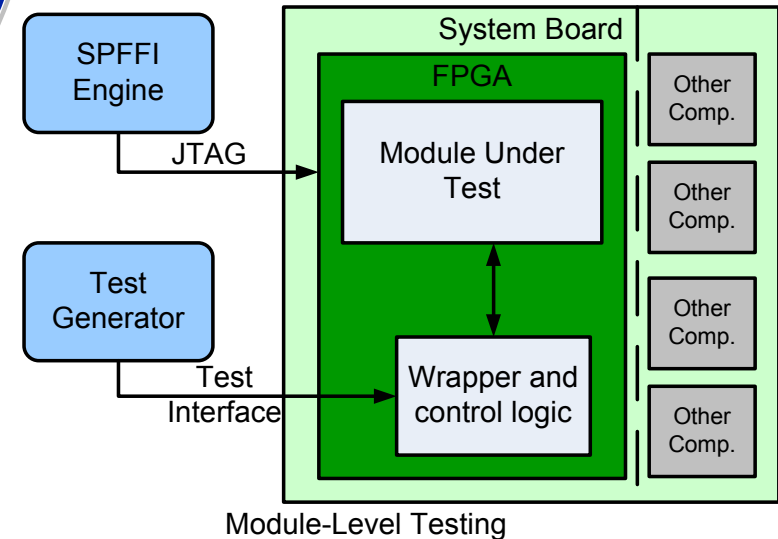 System Board
SPFFI
Engine
FPGA
Other
Comp.
JTAG
Module Under
Test
Other
Comp.
Test
Generator
Other
Comp.
Test
Interface
Wrapper and
control logic
Other
Comp.
Module-Level Testing